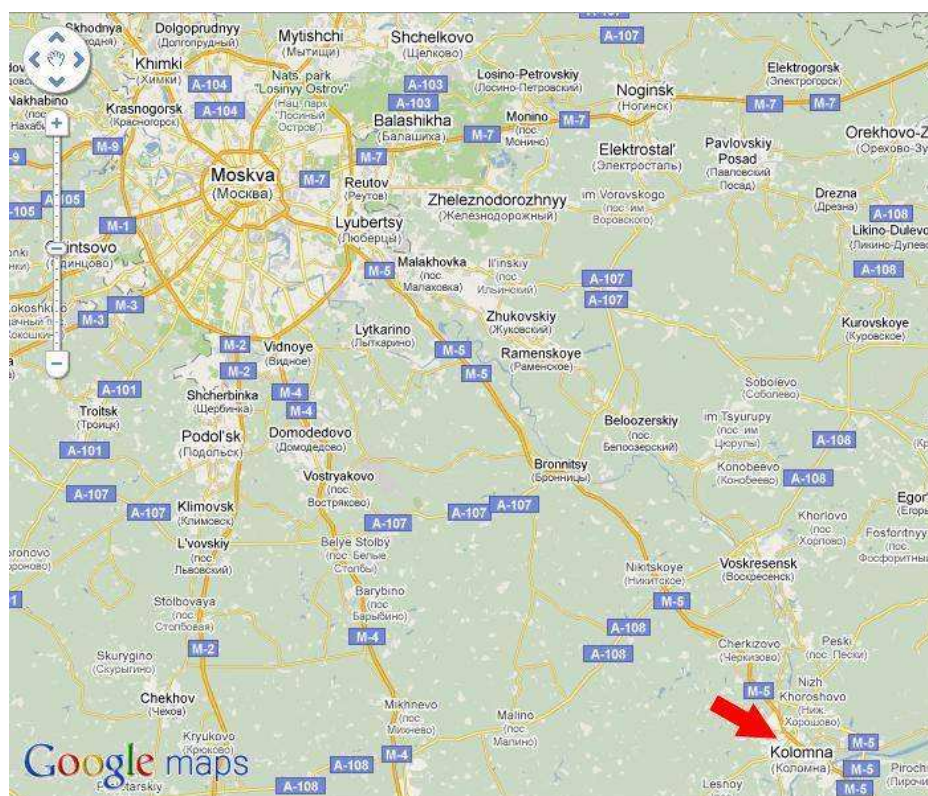 Skhodnya
Dolgoprudnyy
(Долгопрудный)
Mytishchi
(Мытищи)
Shchelkovo
(Щелково)
A-107
A-107
Khimki
(Химки)
A-104
Nats. park
"Losinyy Ostrov"
(Нац. парк
"Лосиный
Остров")
A-103
Losino-Petrovskiy
(Лосино-Петровский)
Elektrogorsk
(Электрогорск)
Noginsk
(Ногинск)
Nakhabino
(пос.
Krasnogorsk
(Красногорск)
A-104
A-103
Balashikha
(Балашиха)
Monino
(пос.
Монино)
M-7
M-7
M-7
M-7
M-7
M-9
M-9
Elektrostal'
(Электросталь)
Pavlovskiy
Posad
(Павловский
Посад)
Orekhovo-Z
(Орехово-Зу
Moskva
(Москва)
M-7
Reutov
(Реутов)
Zheleznodorozhnyy
(Железнодорожный)
im Vorovskogo
(пос. им
Воровского)
Drezna
(Дрезна)
A-108
Likino-Dulevo
(Ликино-Дулево
A-105
M-1
Lyubertsy
(Люберцы)
M-5
Malakhovka
(пос.
Малаховка)
Il'inskiy
(пос.
Ильинский)
A-107
A-107
A-108
M-3
M-3
Zhukovskiy
(Жуковский)
Lytkarino
(Лыткарино)
Kurovskoye
(Куровское)
M-2
M-2
Vidnoye
(Видное)
M-5
M-5
Ramenskoye
(Раменское)
A-101
Troitsk
(Троицк)
Shcherbinka
(Щербинка)
M-4
M-4
Sobolevo
(Соболево)
Beloozerskiy
(пос.
Белоозерский)
im Tsyurupy
(пос. им
Цюрупы)
A-101
Podol'sk
(Подольск)
Domodedovo
(Домодедово)
A-108
Bronnitsy
(Бронницы)
Konobeevo
(Конобеево)
A-108
Vostryakovo
(пос.
Востряково)
A-107
A-107
Klimovsk
(Климовск)
A-107
A-107
A-107
Khorlovo
(пос.
Хорлово)
L'vovskiy
(пос.
Львовский)
Belye Stolby
(пос. Белые
Столбы)
Voskresensk
(Воскресенск)
Nikitskoye
(Никитское)
Stolbovaya
(пос.
Столбовая)
Barybino
(пос.
Барыбино)
M-5
M-4
A-108
A-108
M-2
Cherkizovo
(Черкизово)
Peski
(пос. Пески)
Skurygino
(Скурыгино)
Chekhov
(Чехов)
M-5
Nizh
Khoroshovo
(Ниж.
Хорошово)
Mikhnevo
(пос.
Михнево)
Malino
(пос.
Малино)
Kryukovo
(Крюково)
M-4
Kolomna
(Коломна)
M-5
M-5
M-5
Google maps
A-108
A-108
Lesnoy